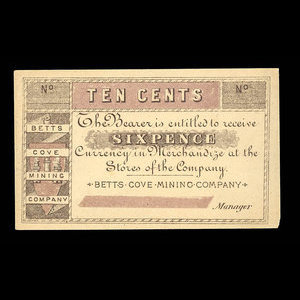 No No
TEN CENTS
The Bearer is entitled to receive
SIXPENCE
Currency in Merchandize at the
Stores of the Company.
BETTS COVE MINING COMPANY
Manager
BETTS
COVE
MINING
COMPANY